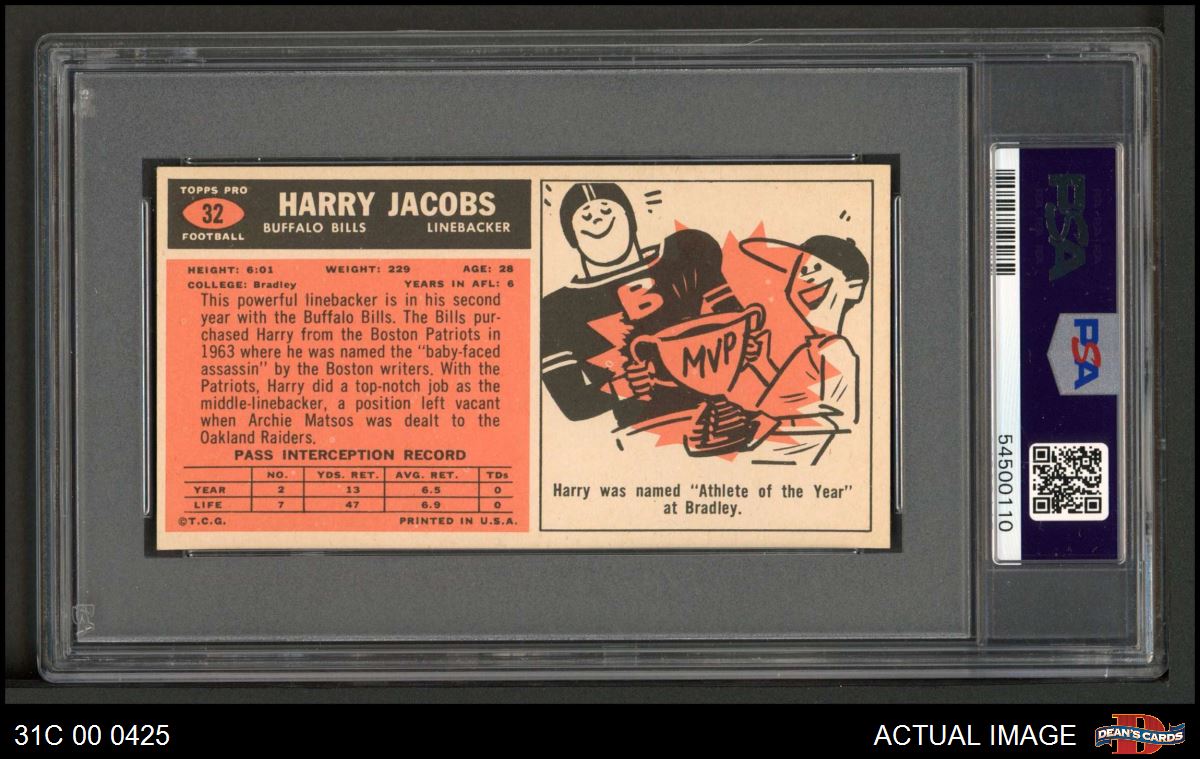 TOPPS PRO
32
FOOTBALL
HARRY JACOBS
BUFFALO BILLS LINEBACKER
HEIGHT: 6:01 WEIGHT: 229 AGE: 28
COLLEGE: Bradley YEARS IN AFL: 6
This powerful linebacker is in his second
year with the Buffalo Bills. The Bills pur-
chased Harry from the Boston Patriots in
1963 where he was named the "baby-faced
assassin" by the Boston writers. With the
Patriots, Harry did a top-notch job as the
middle-linebacker, a position left vacant
when Archie Matsos was dealt to the
Oakland Raiders.
PASS INTERCEPTION RECORD
NO. YDS. RET. AVG. RET. TDs
YEAR 2 13 6.5 0
LIFE 7 47 6.9 0
©T.C.G. PRINTED IN U.S.A.
B
MVP
Harry was named "Athlete of the Year"
at Bradley.
PSA
PSA
54500110
31C 00 0425
ACTUAL IMAGE
D
DEAN'S CARDS